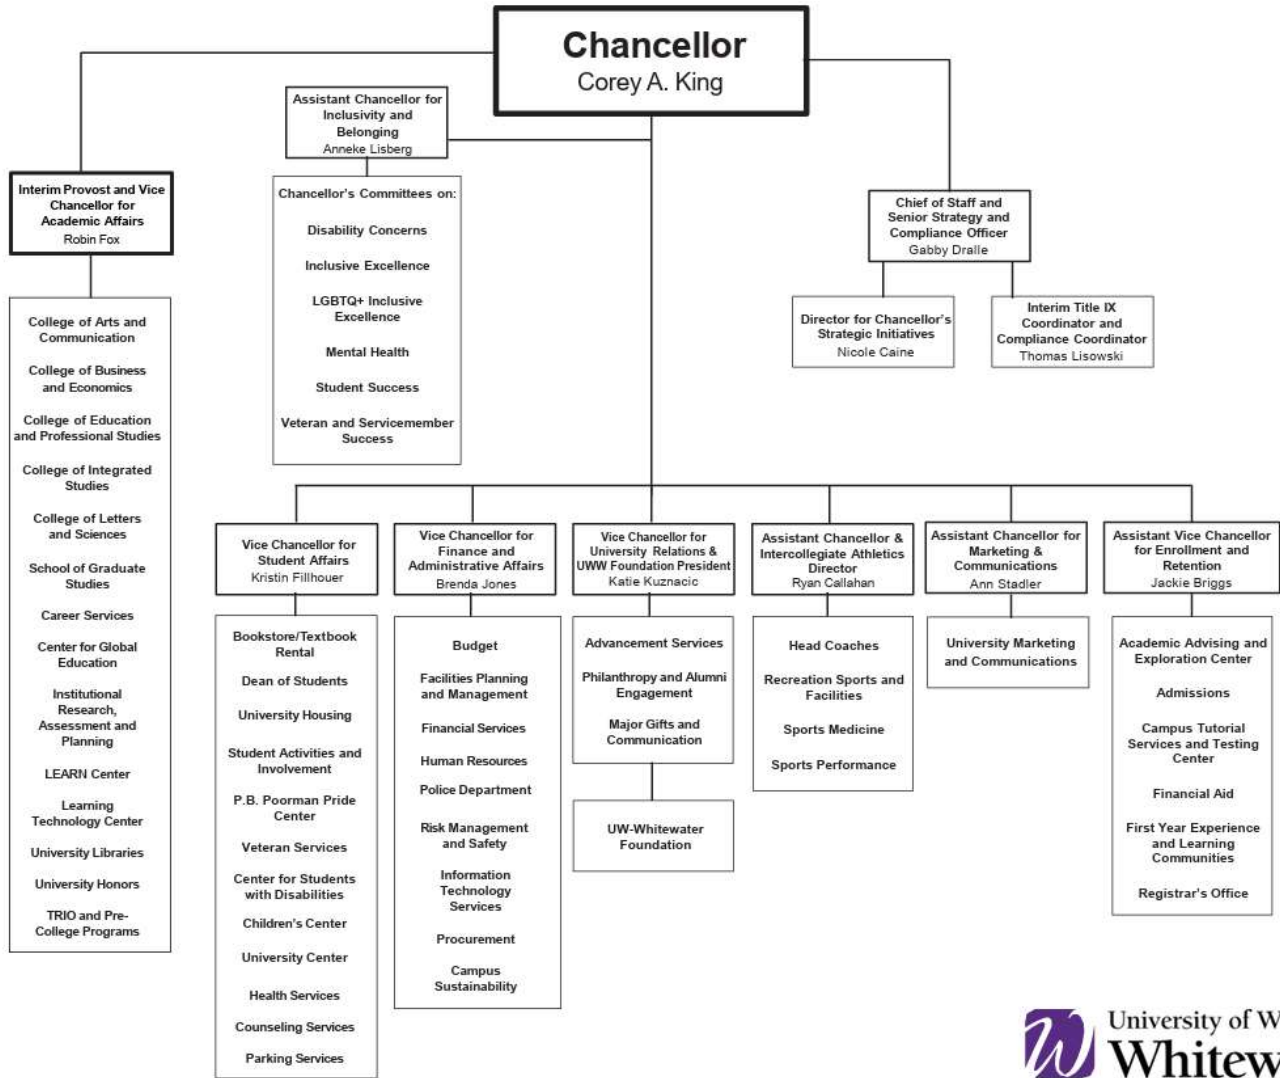 Chancellor
Corey A. King
Assistant Chancellor for
Inclusivity and
Belonging
Anneke Lisberg
Chancellor's Committees on:
Disability Concerns
Inclusive Excellence
LGBTQ+ Inclusive
Excellence
Mental Health
Student Success
Veteran and Servicemember
Success
Interim Provost and Vice
Chancellor for
Academic Affairs
Robin Fox
College of Arts and
Communication
College of Business
and Economics
College of Education
and Professional Studies
College of Integrated
Studies
College of Letters
and Sciences
School of Graduate
Studies
Career Services
Center for Global
Education
Institutional
Research,
Assessment and
Planning
LEARN Center
Learning
Technology Center
University Libraries
University Honors
TRIO and Pre-
College Programs
Chief of Staff and
Senior Strategy and
Compliance Officer
Gabby Dralle
Director for Chancellor's
Strategic Initiatives
Nicole Caine
Interim Title IX
Coordinator and
Compliance Coordinator
Thomas Lisowski
Vice Chancellor for
Student Affairs
Kristin Fillhouer
Bookstore/Textbook
Rental
Dean of Students
University Housing
Student Activities and
Involvement
P.B. Poorman Pride
Center
Veteran Services
Center for Students
with Disabilities
Children's Center
University Center
Health Services
Counseling Services
Parking Services
Vice Chancellor for
Finance and
Administrative Affairs
Brenda Jones
Budget
Facilities Planning
and Management
Financial Services
Human Resources
Police Department
Risk Management
and Safety
Information
Technology
Services
Procurement
Campus
Sustainability
Vice Chancellor for
University Relations &
UWW Foundation President
Katie Kuznacic
Advancement Services
Philanthropy and Alumni
Engagement
Major Gifts and
Communication
UW-Whitewater
Foundation
Assistant Chancellor &
Intercollegiate Athletics
Director
Ryan Callahan
Head Coaches
Recreation Sports and
Facilities
Sports Medicine
Sports Performance
Assistant Chancellor for
Marketing &
Communications
Ann Stadler
University Marketing
and Communications
Assistant Vice Chancellor
for Enrollment and
Retention
Jackie Briggs
Academic Advising and
Exploration Center
Admissions
Campus Tutorial
Services and Testing
Center
Financial Aid
First Year Experience
and Learning
Communities
Registrar's Office
W
University of W
Whitew